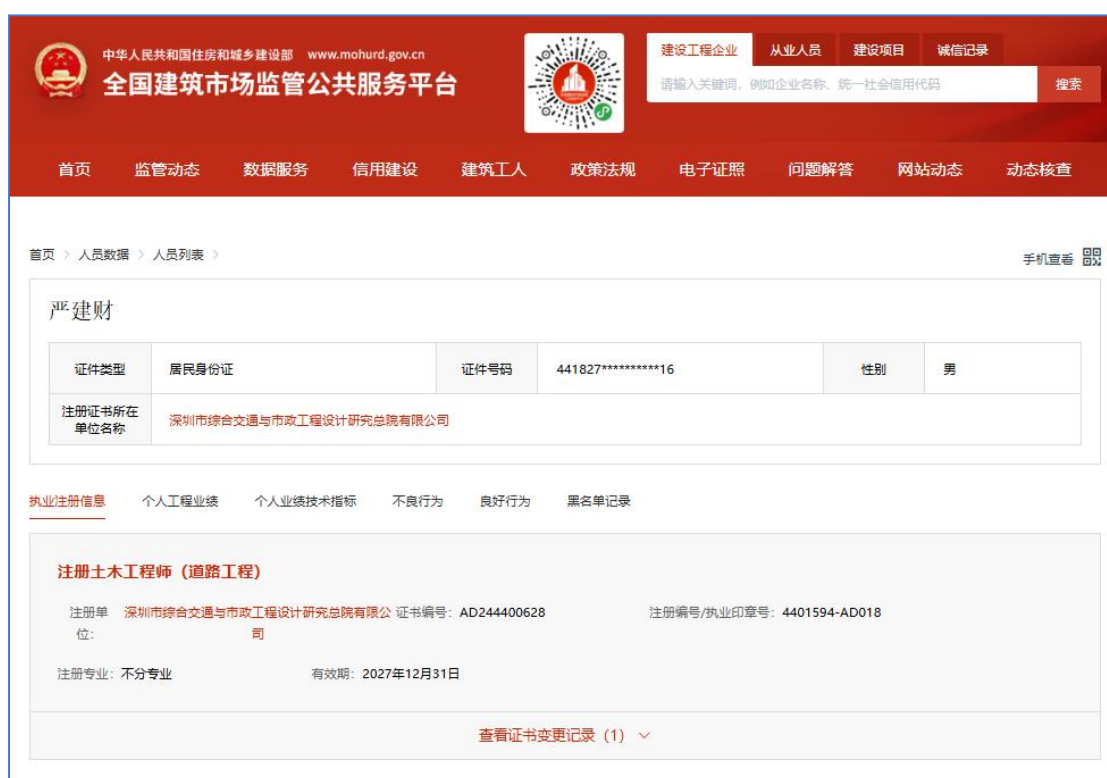 中华人民共和国住房和城乡建设部 www.mohurd.gov.cn
全国建筑市场监管公共服务平台
建设工程企业 从业人员 建设项目 诚信记录
请输入关键词，例如企业名称、统一社会信用代码 搜索
首页 监管动态 数据服务 信用建设 建筑工人 政策法规 电子证照 问题解答 网站动态 动态核查
首页 > 人员数据 > 人员列表 >
手机查看
严建财
证件类型 居民身份证 证件号码 441827**********16 性别 男
注册证书所在
单位名称
深圳市综合交通与市政工程设计研究总院有限公司
执业注册信息 个人工程业绩 个人业绩技术指标 不良行为 良好行为 黑名单记录
注册土木工程师（道路工程）
注册单 深圳市综合交通与市政工程设计研究总院有限公 证书编号：AD244400628 注册编号/执业印章号：4401594-AD018
位： 司
注册专业：不分专业 有效期：2027年12月31日
查看证书变更记录（1）